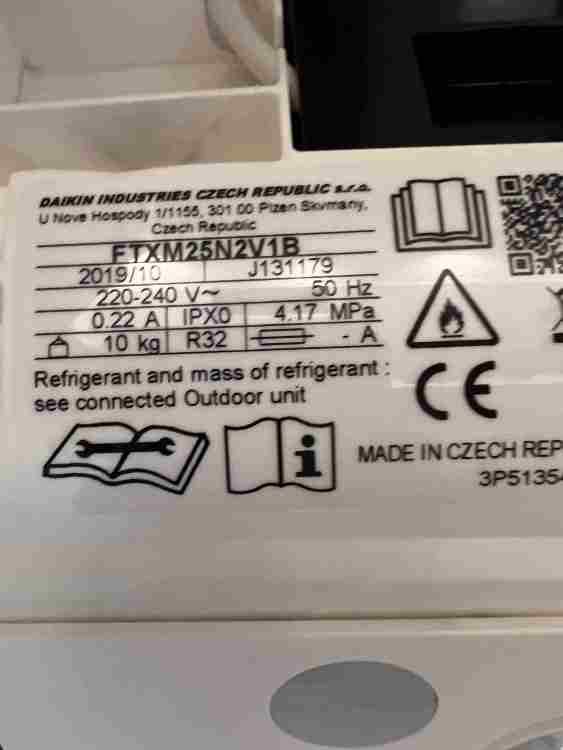 DAIKIN INDUSTRIES CZECH REPUBLIC s.r.o.
U Nove Hospody 1/1155, 301 00 Plzen Skvrnany,
Czech Republic
FTXM25N2V1B
2019/10 J131179
220-240 V~ 50 Hz
0.22 A IPX0 4.17 MPa
10 kg R32 - A
Refrigerant and mass of refrigerant :
see connected Outdoor unit
CE
MADE IN CZECH REP
3P5135